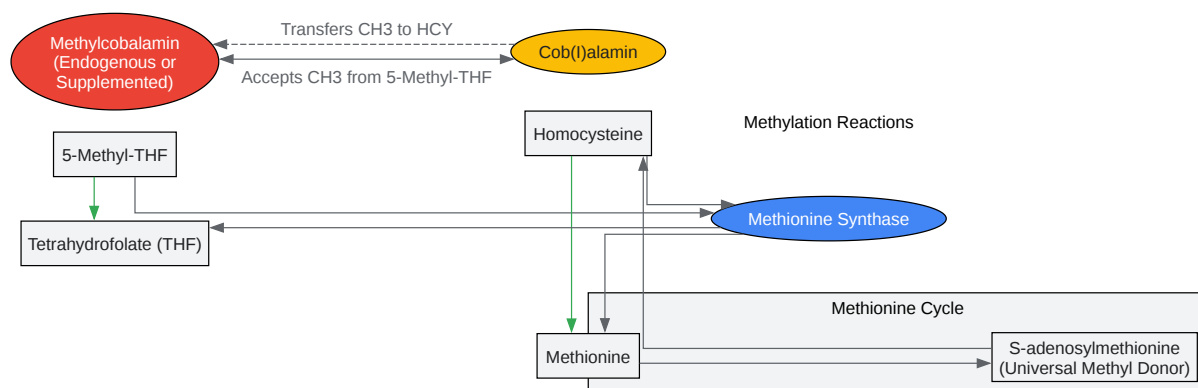 Methylcobalamin
(Endogenous or
Supplemented)
Transfers CH3 to HCY
Accepts CH3 from 5-Methyl-THF
Cob(I)alamin
Homocysteine
Methylation Reactions
5-Methyl-THF
Methionine Synthase
Tetrahydrofolate (THF)
Methionine Cycle
Methionine
S-adenosylmethionine
(Universal Methyl Donor)